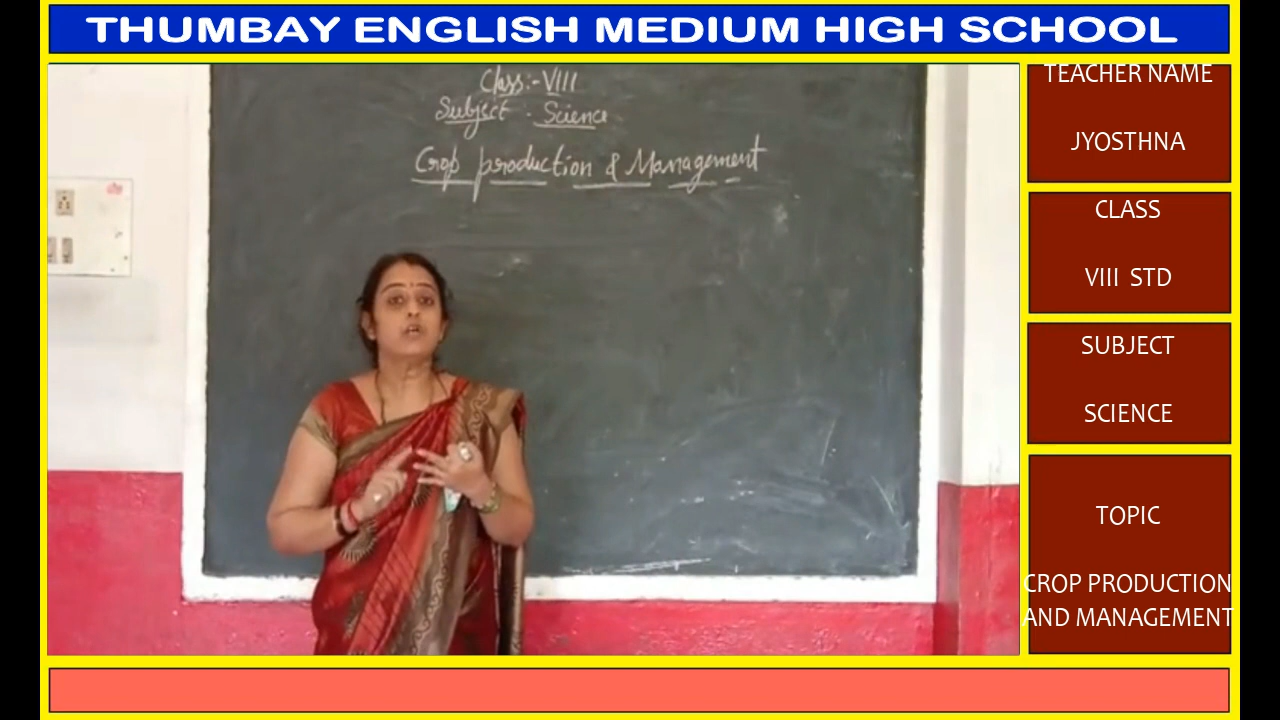 THUMBAY ENGLISH MEDIUM HIGH SCHOOL
Class:-VIII
Subject : Science
Crop production & Management
TEACHER NAME
JYOSTHNA
CLASS
VIII STD
SUBJECT
SCIENCE
TOPIC
CROP PRODUCTION
AND MANAGEMENT